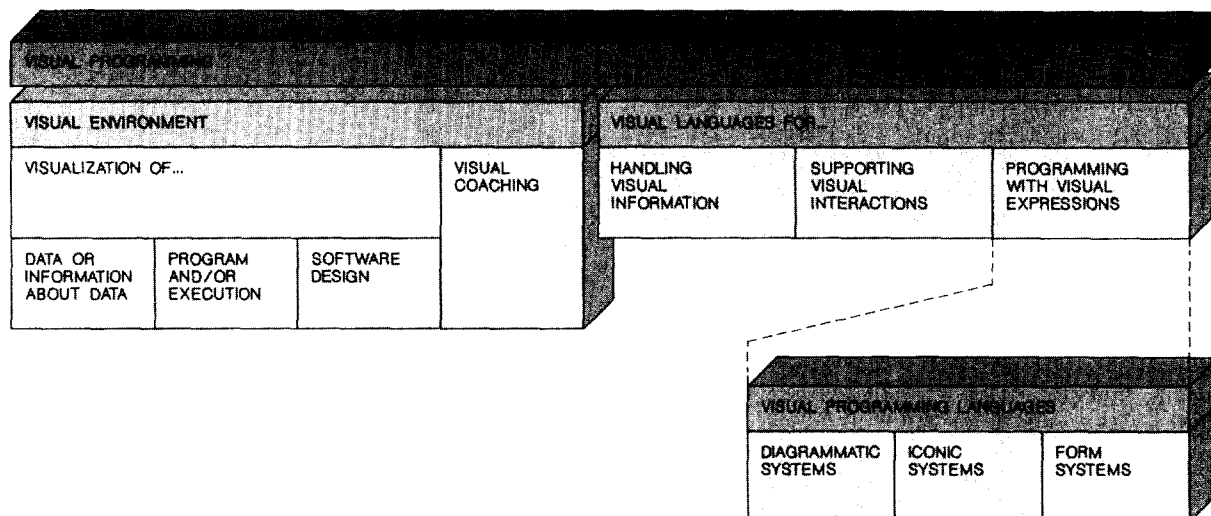 VISUAL PROGRAMMING
VISUAL ENVIRONMENT
VISUALIZATION OF...
VISUAL
COACHING
DATA OR
INFORMATION
ABOUT DATA
PROGRAM
AND/OR
EXECUTION
SOFTWARE
DESIGN
VISUAL LANGUAGES FOR...
HANDLING
VISUAL
INFORMATION
SUPPORTING
VISUAL
INTERACTIONS
PROGRAMMING
WITH VISUAL
EXPRESSIONS
VISUAL PROGRAMMING LANGUAGES
DIAGRAMMATIC
SYSTEMS
ICONIC
SYSTEMS
FORM
SYSTEMS